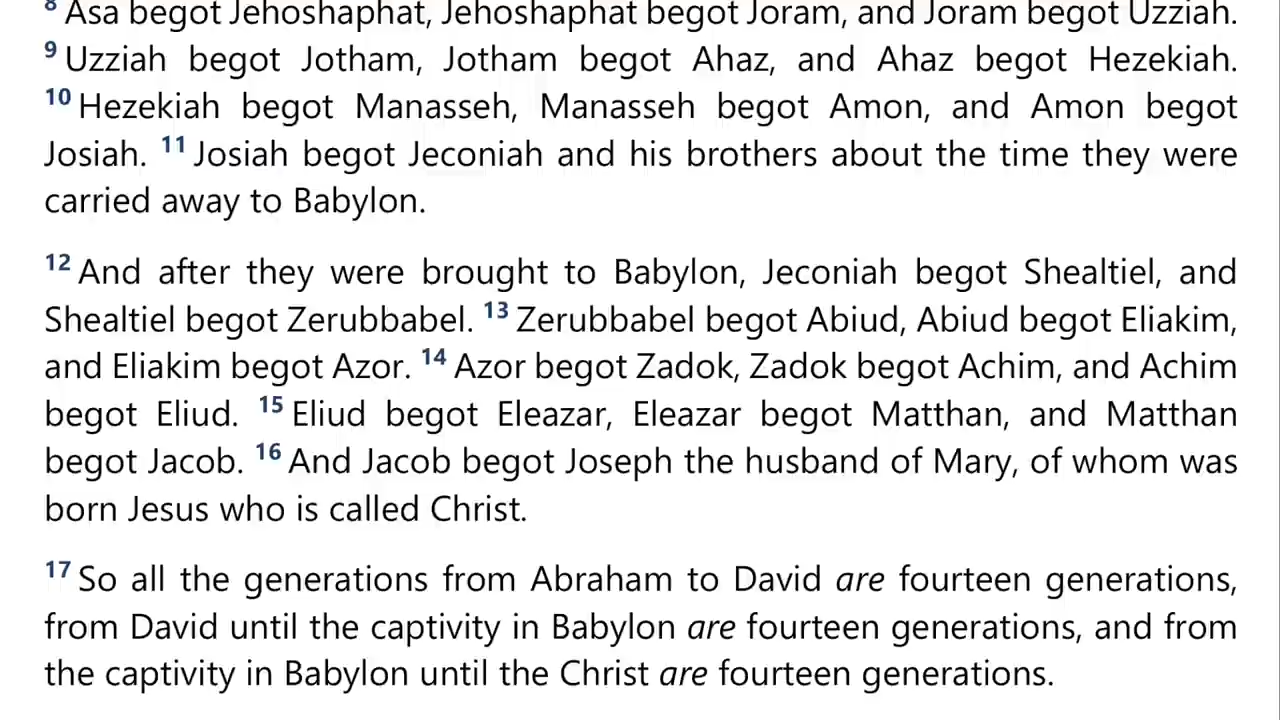 8 Asa begot Jehoshaphat, Jehoshaphat begot Joram, and Joram begot Uzziah.
9 Uzziah begot Jotham, Jotham begot Ahaz, and Ahaz begot Hezekiah.
10 Hezekiah begot Manasseh, Manasseh begot Amon, and Amon begot
Josiah. 11 Josiah begot Jeconiah and his brothers about the time they were
carried away to Babylon.
12 And after they were brought to Babylon, Jeconiah begot Shealtiel, and
Shealtiel begot Zerubbabel. 13 Zerubbabel begot Abiud, Abiud begot Eliakim,
and Eliakim begot Azor. 14 Azor begot Zadok, Zadok begot Achim, and Achim
begot Eliud. 15 Eliud begot Eleazar, Eleazar begot Matthan, and Matthan
begot Jacob. 16 And Jacob begot Joseph the husband of Mary, of whom was
born Jesus who is called Christ.
17 So all the generations from Abraham to David are fourteen generations,
from David until the captivity in Babylon are fourteen generations, and from
the captivity in Babylon until the Christ are fourteen generations.